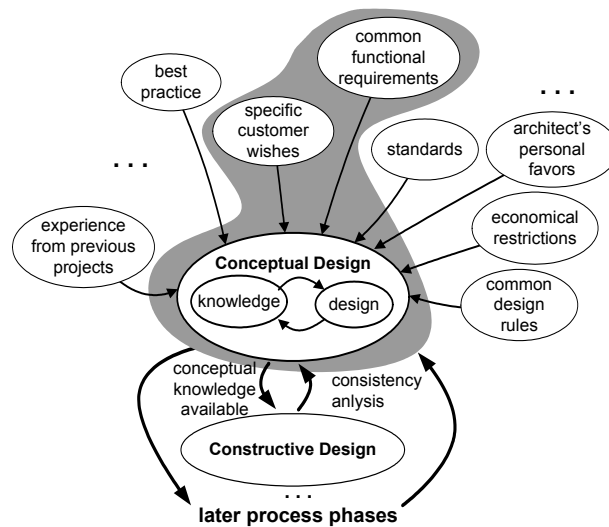 common
functional
requirements
best
practice
. . .
specific
customer
wishes
architect's
personal
favors
standards
. . .
experience
from previous
projects
economical
restrictions
Conceptual Design
knowledge
design
common
design
rules
conceptual
knowledge
available
consistency
anlysis
Constructive Design
. . .
later process phases